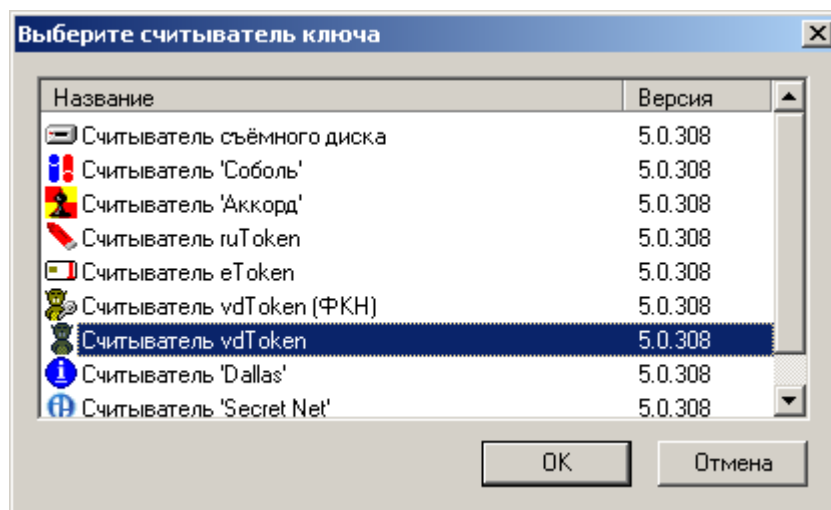 Выберите считыватель ключа
Название Версия
Считыватель съёмного диска 5.0.308
Считыватель 'Соболь' 5.0.308
Считыватель 'Аккорд' 5.0.308
Считыватель ruToken 5.0.308
Считыватель eToken 5.0.308
Считыватель vdToken (ФКН) 5.0.308
Считыватель vdToken 5.0.308
Считыватель 'Dallas' 5.0.308
Считыватель 'Secret Net' 5.0.308
OK Отмена